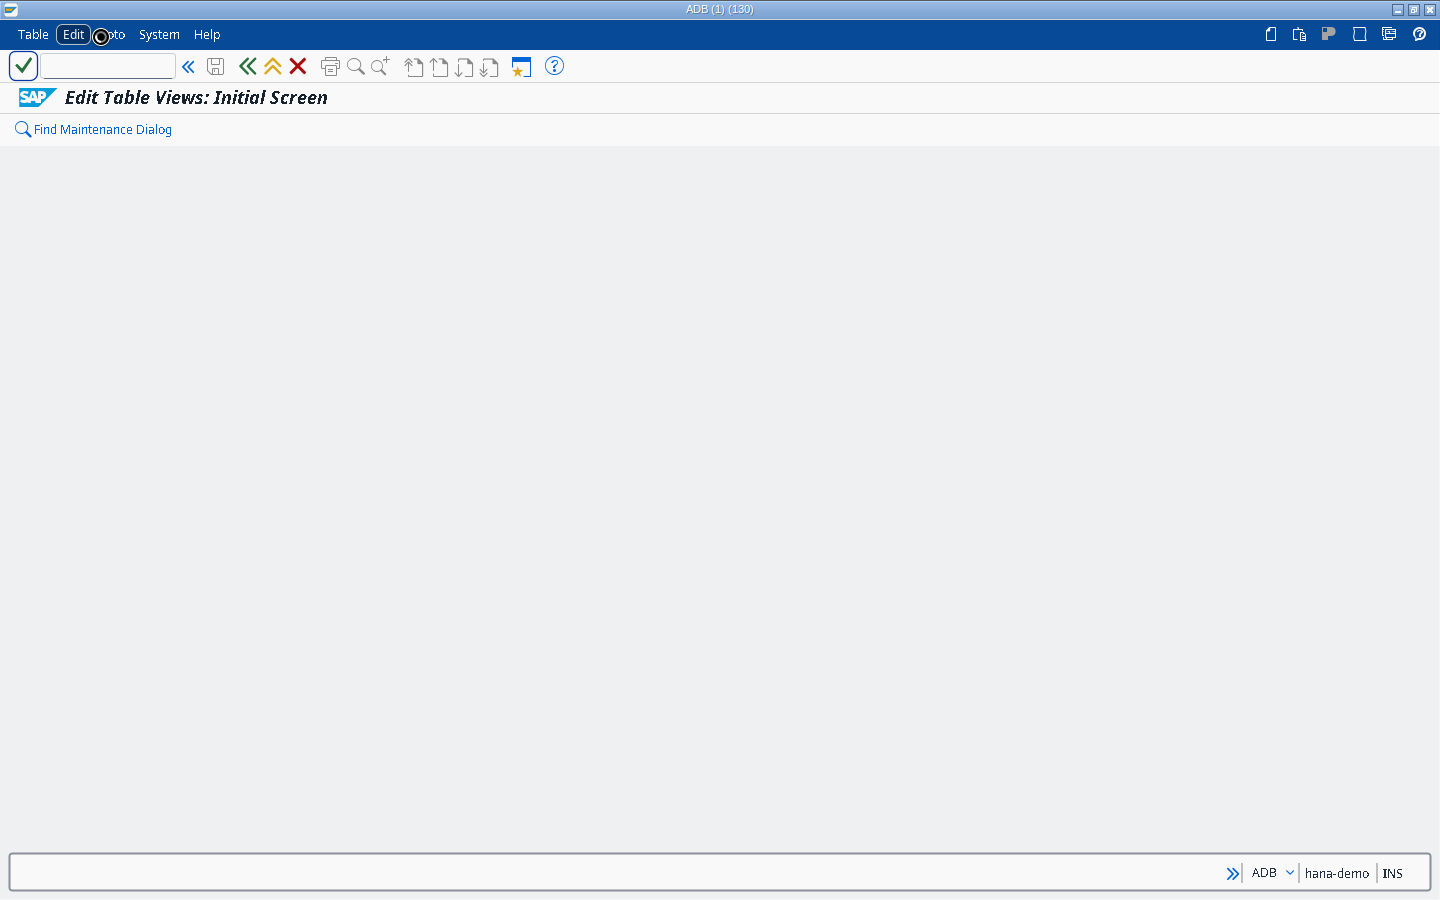 ADB (1) (130)
Table Edit System Help
SAP Edit Table Views: Initial Screen
Find Maintenance Dialog
ADB hana-demo INS